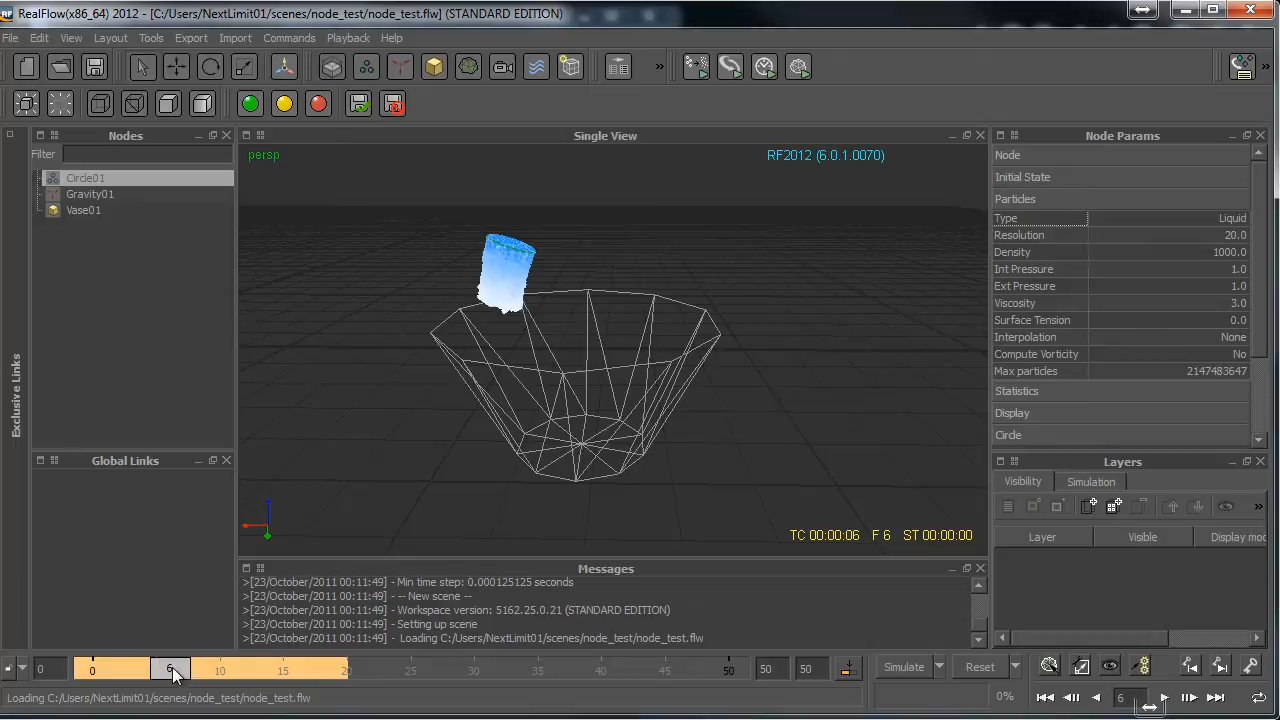 RealFlow(x86_64) 2012 - [C:/Users/NextLimit01/scenes/node_test/node_test.flw] (STANDARD EDITION)
File Edit View Layout Tools Export Import Commands Playback Help
Nodes
Filter
Circle01
Gravity01
Vase01
Exclusive Links
Global Links
Single View
persp
RF2012 (6.0.1.0070)
TC 00:00:06 F 6 ST 00:00:00
Messages
>[23/October/2011 00:11:49] - Min time step: 0.000125125 seconds
>[23/October/2011 00:11:49] - -- New scene --
>[23/October/2011 00:11:49] - Workspace version: 5162.25.0.21 (STANDARD EDITION)
>[23/October/2011 00:11:49] - Setting up scene
>[23/October/2011 00:11:49] - Loading C:/Users/NextLimit01/scenes/node_test/node_test.flw
Node Params
Node
Initial State
Particles
Type Liquid
Resolution 20.0
Density 1000.0
Int Pressure 1.0
Ext Pressure 1.0
Viscosity 3.0
Surface Tension 0.0
Interpolation None
Compute Vorticity No
Max particles 2147483647
Statistics
Display
Circle
Layers
Visibility Simulation
Layer Visible Display mod
0 0 6 10 15 20 25 30 35 40 45 50 50 50
Simulate Reset
Loading C:/Users/NextLimit01/scenes/node_test/node_test.flw
0% 6